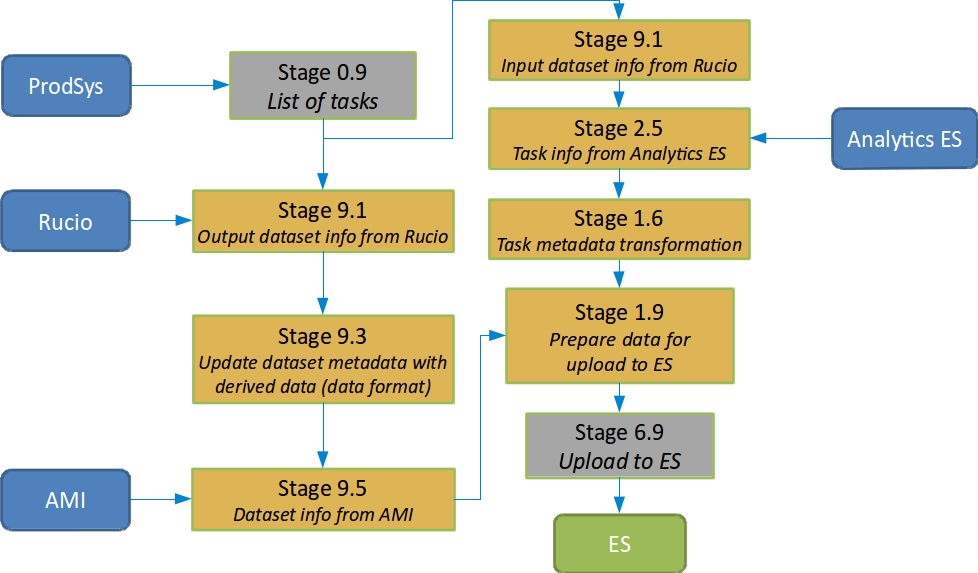 ProdSys
Stage 0.9
List of tasks
Rucio
Stage 9.1
Output dataset info from Rucio
Stage 9.3
Update dataset metadata with
derived data (data format)
AMI
Stage 9.5
Dataset info from AMI
Stage 9.1
Input dataset info from Rucio
Stage 2.5
Task info from Analytics ES
Analytics ES
Stage 1.6
Task metadata transformation
Stage 1.9
Prepare data for
upload to ES
Stage 6.9
Upload to ES
ES